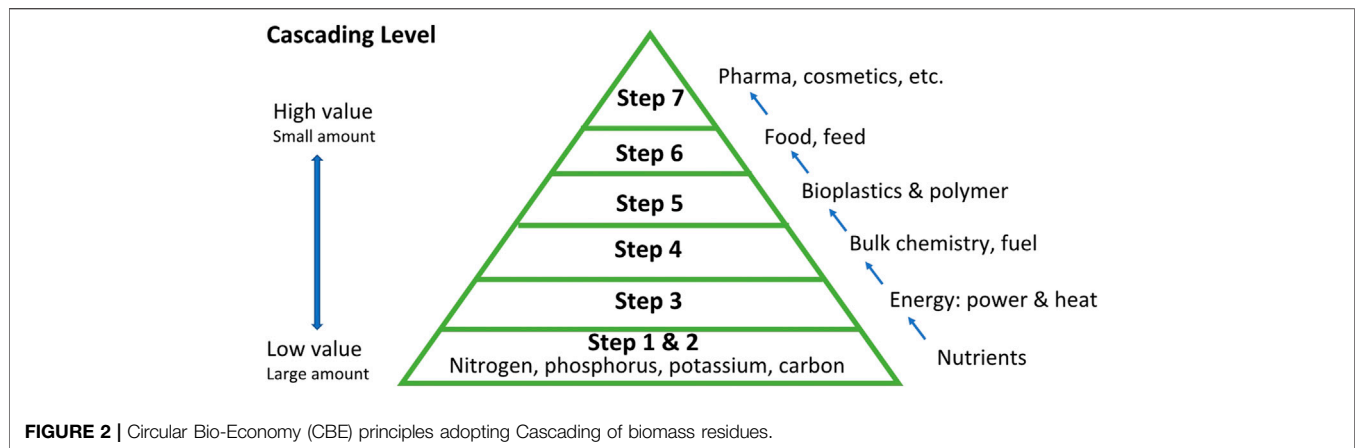 Cascading Level
High value
Small amount
Low value
Large amount
Step 7
Step 6
Step 5
Step 4
Step 3
Step 1 & 2
Nitrogen, phosphorus, potassium, carbon
Pharma, cosmetics, etc.
Food, feed
Bioplastics & polymer
Bulk chemistry, fuel
Energy: power & heat
Nutrients
FIGURE 2 | Circular Bio-Economy (CBE) principles adopting Cascading of biomass residues.